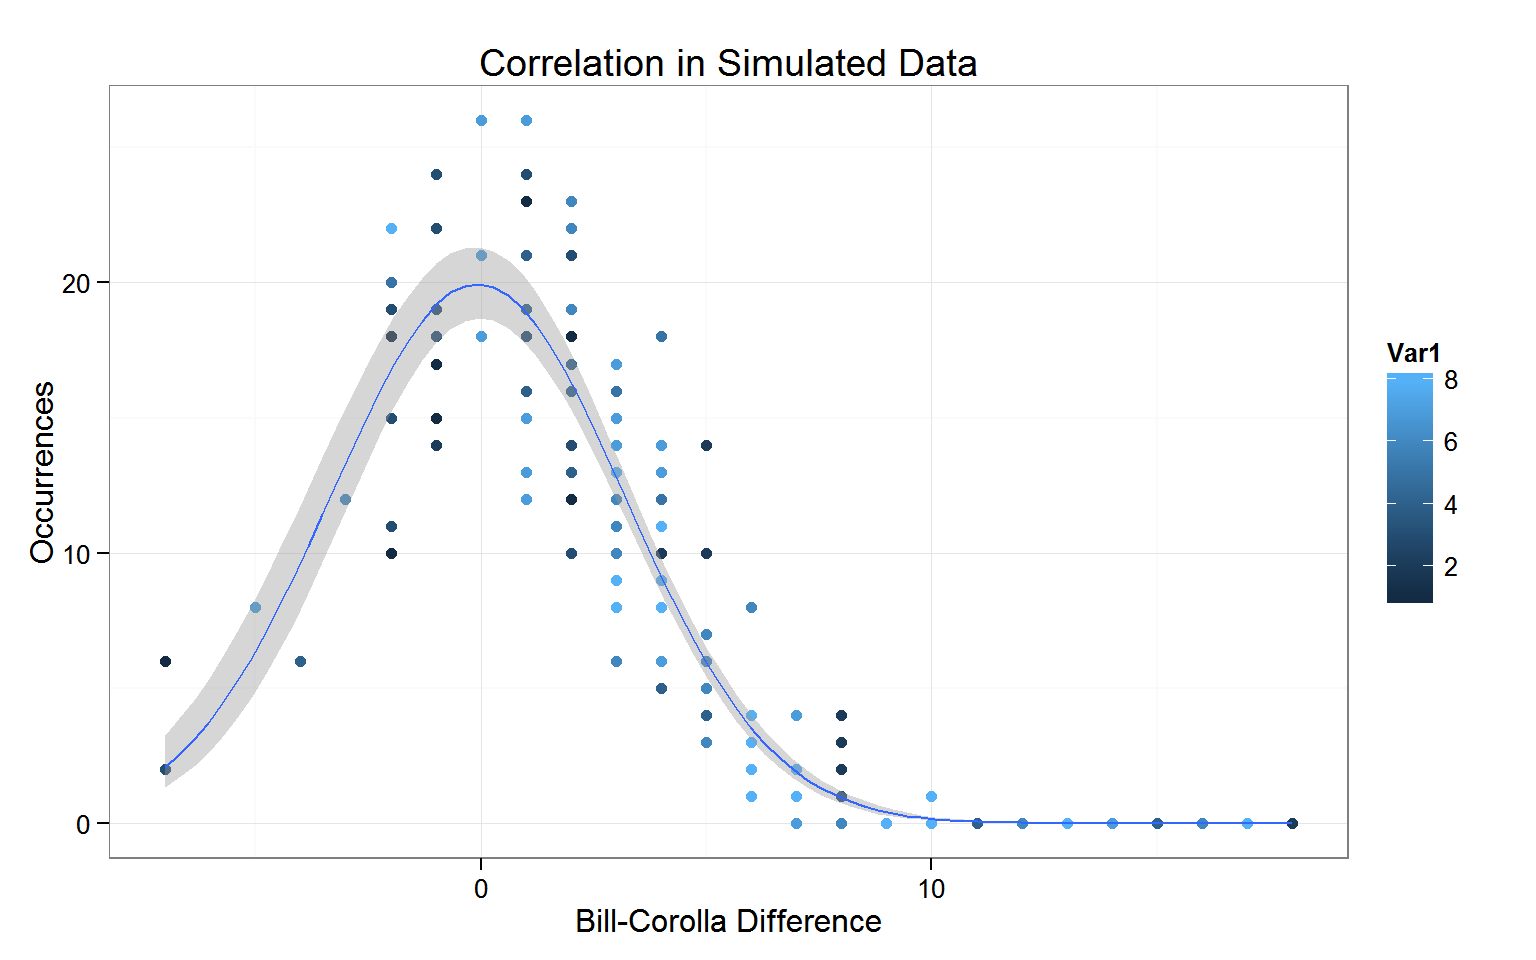 Correlation in Simulated Data
Occurrences
20
10
0
0
10
Bill-Corolla Difference
Var1
8
6
4
2